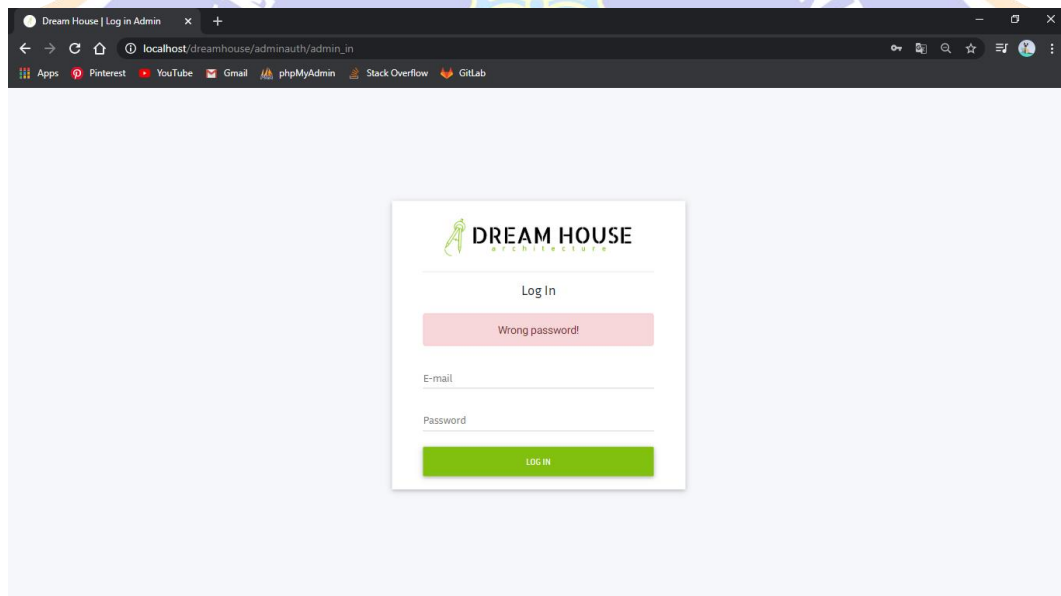 Dream House | Log in Admin
localhost/dreamhouse/adminauth/admin_in
Apps Pinterest YouTube Gmail phpMyAdmin Stack Overflow GitLab
DREAM HOUSE
architecture
Log In
Wrong password!
E-mail
Password
LOG IN